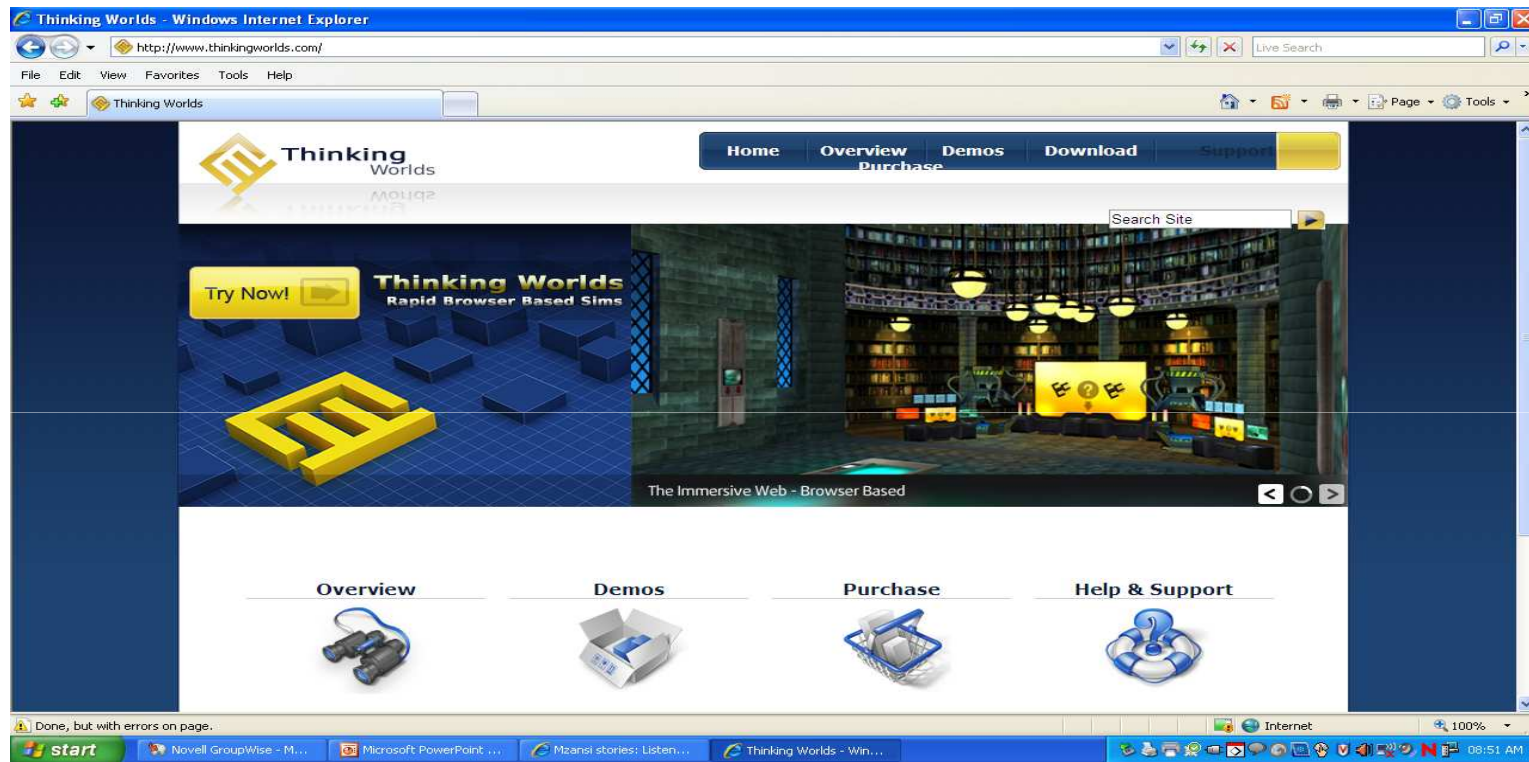 Thinking Worlds - Windows Internet Explorer
http://www.thinkingworlds.com/
Live Search
File Edit View Favorites Tools Help
Thinking Worlds
Page Tools
Thinking
Worlds
Home Overview Demos Download Support
Purchase
Search Site
Try Now!
Thinking Worlds
Rapid Browser Based Sims
The Immersive Web - Browser Based
Overview Demos Purchase Help & Support
Done, but with errors on page.
Internet
100%
start
Novell GroupWise - M...
Microsoft PowerPoint ...
Mzansi stories: Listen...
Thinking Worlds - Win...
08:51 AM